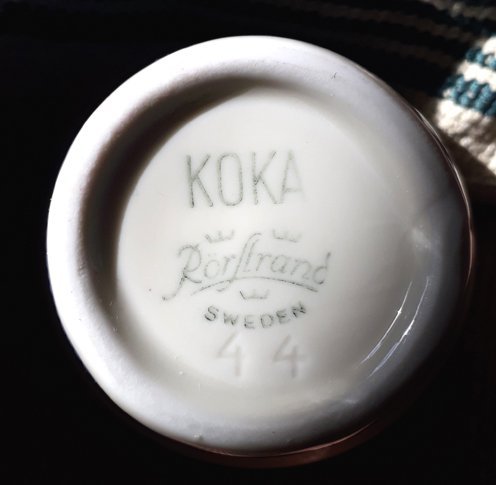 KOKA
Rörstrand
SWEDEN
44